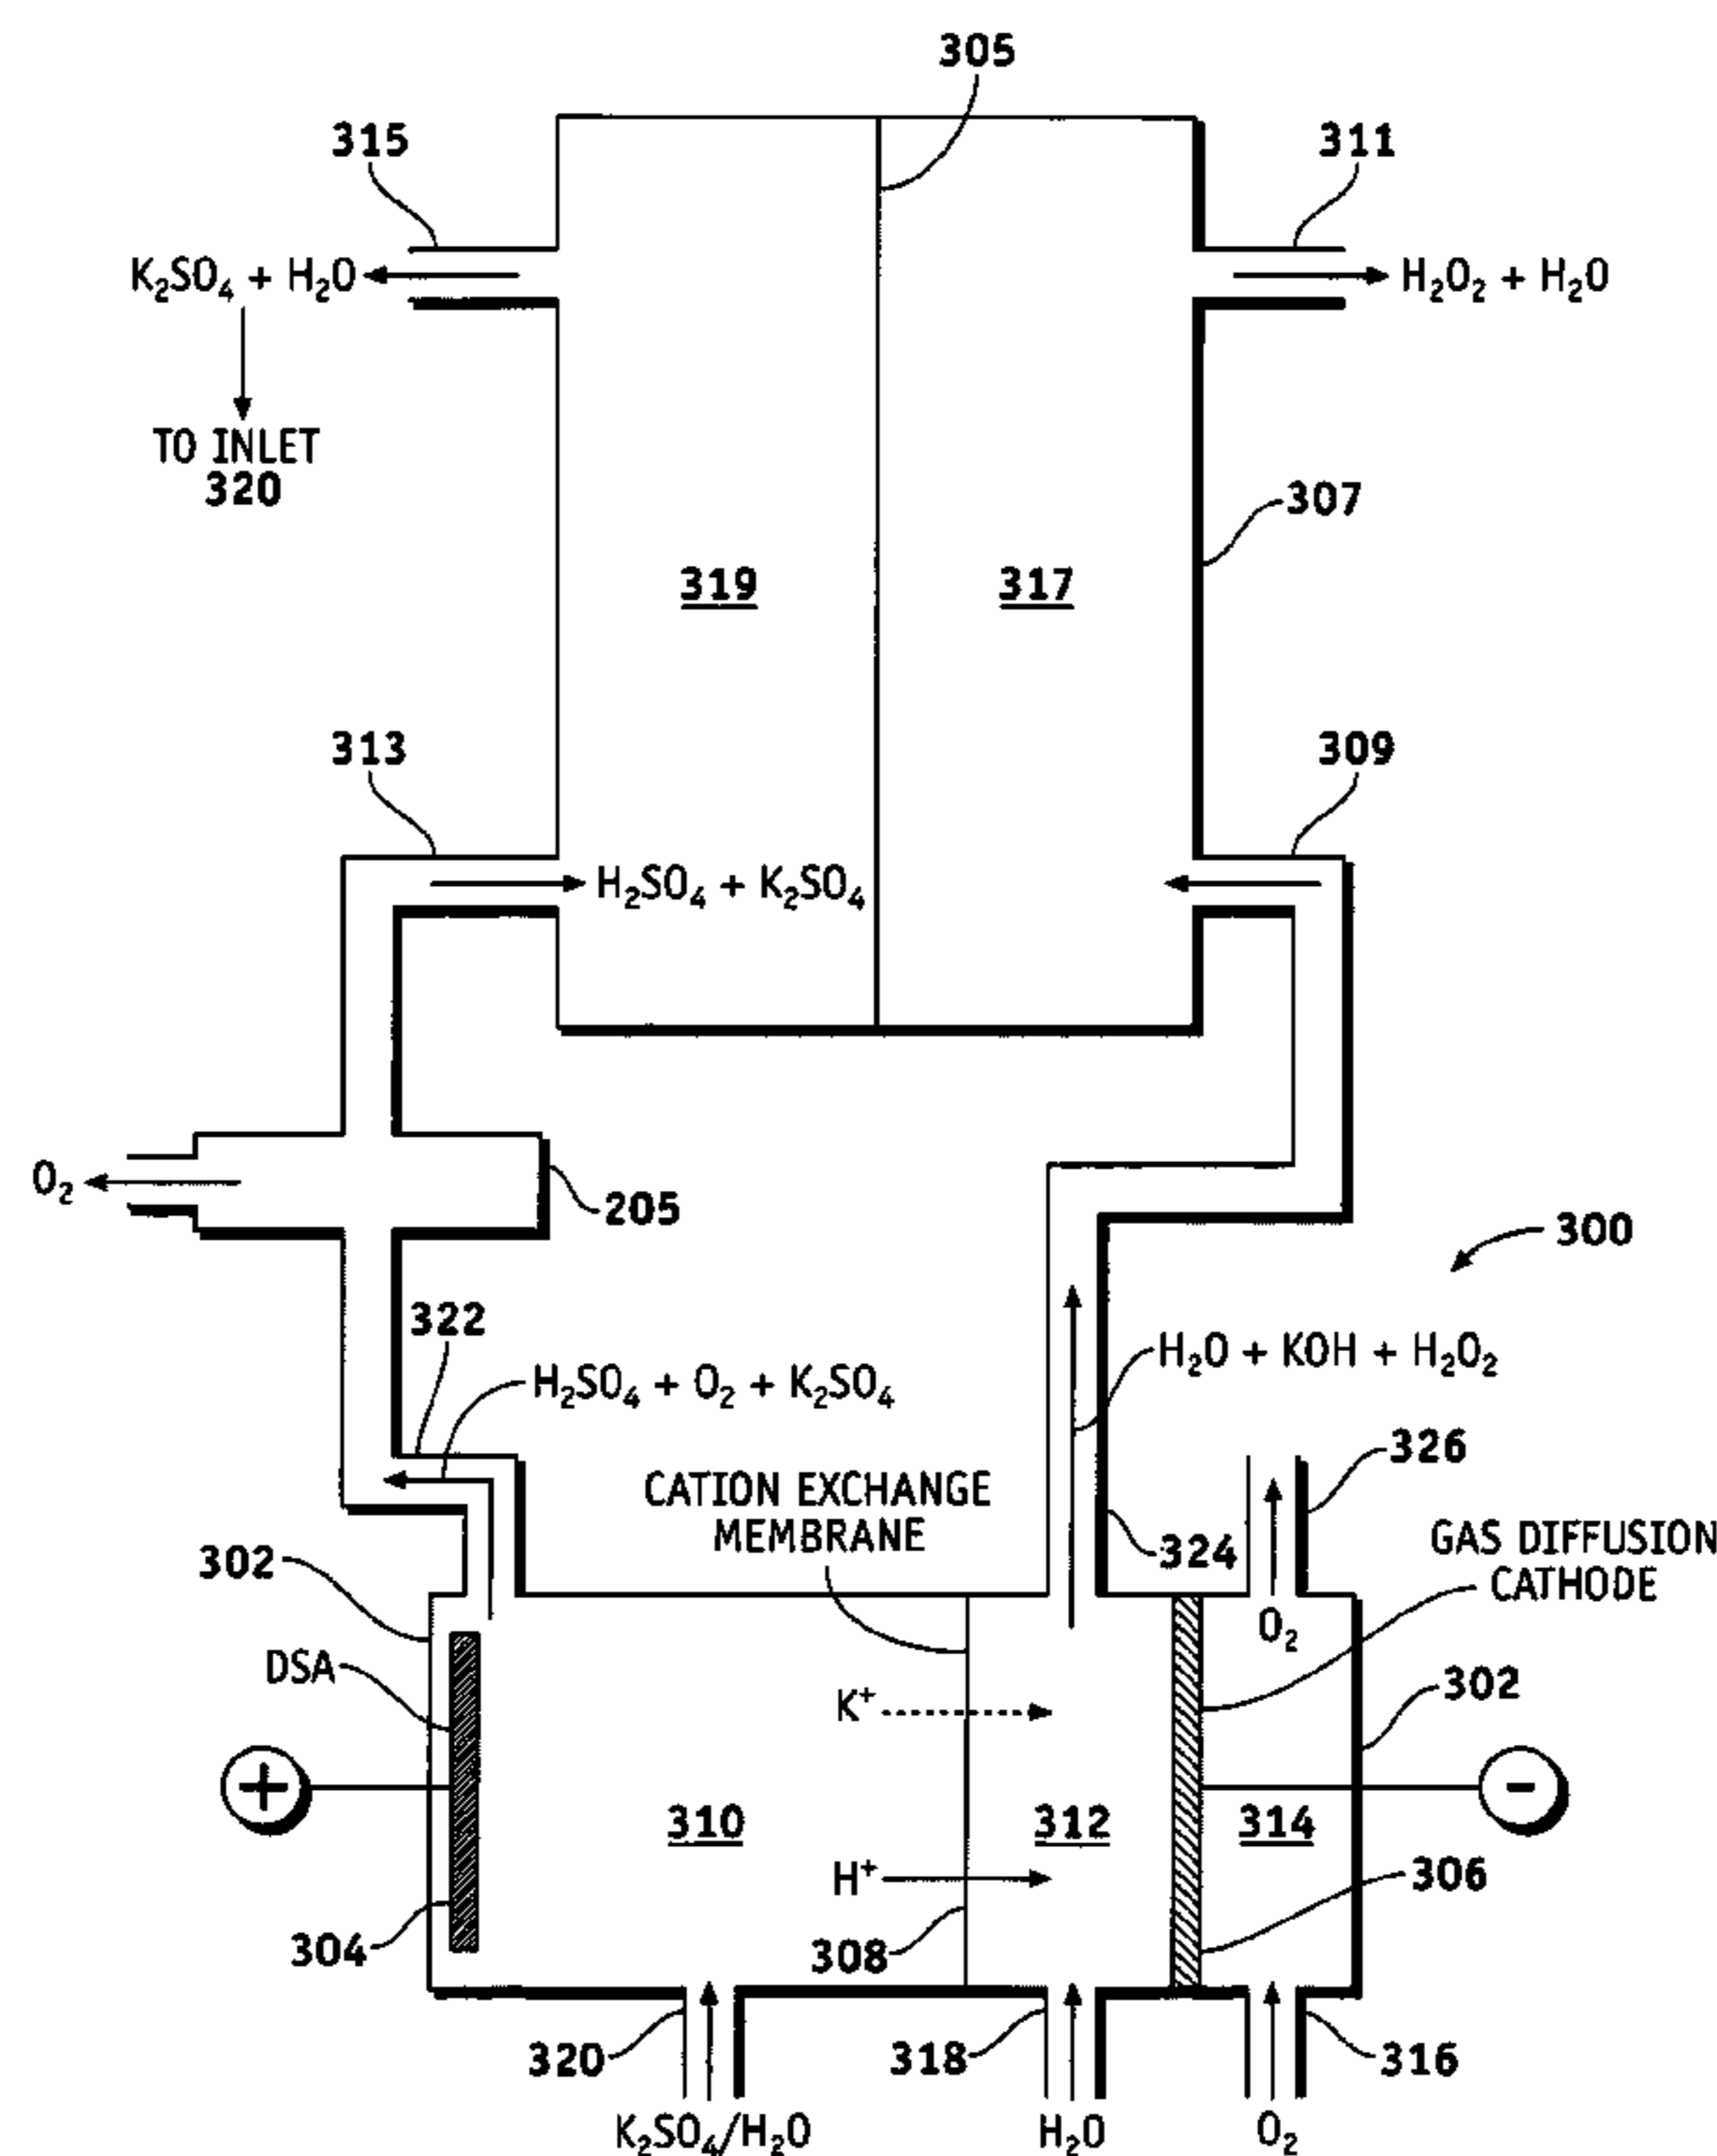 305
315
311
K₂SO₄ + H₂O
H₂O₂ + H₂O
TO INLET
320
307
319
317
313
309
H₂SO₄ + K₂SO₄
O₂
205
300
322
H₂O + KOH + H₂O₂
H₂SO₄ + O₂ + K₂SO₄
326
CATION EXCHANGE
MEMBRANE
GAS DIFFUSION
CATHODE
302
324
O₂
DSA
302
K⁺
+
-
310
312
314
H⁺
306
304
308
320
318
316
K₂SO₄/H₂O
H₂O
O₂